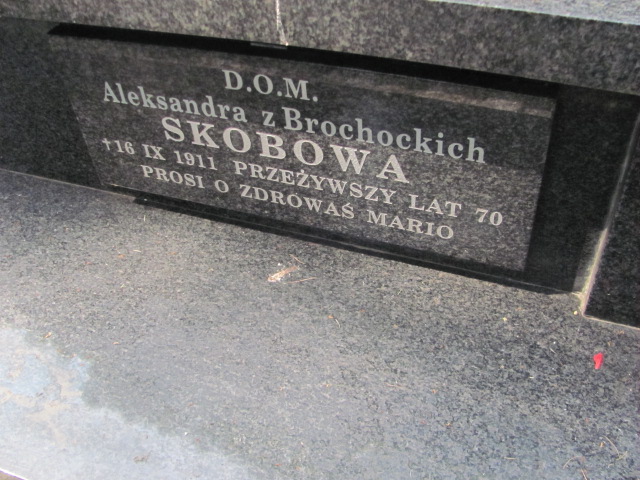 D.O.M.
Aleksandra z Brochockich
SKOBOWA
†16 IX 1911 PRZEŻYWSZY LAT 70
PROSI O ZDROWAŚ MARIO